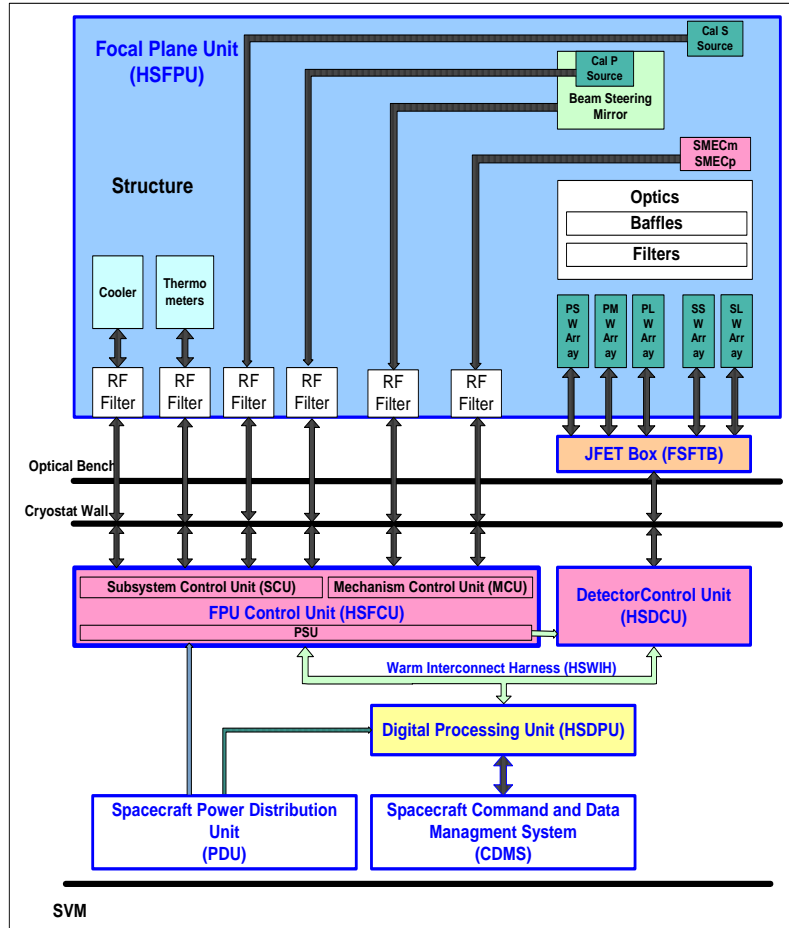 Focal Plane Unit
(HSFPU)
Cal S
Source
Cal P
Source
Beam Steering
Mirror
SMECm
SMECp
Structure
Optics
Baffles
Filters
Cooler
Thermo
meters
PS
W
Arr
ay
PM
W
Arr
ay
PL
W
Arr
ay
SS
W
Arr
ay
SL
W
Arr
ay
RF
Filter
RF
Filter
RF
Filter
RF
Filter
RF
Filter
RF
Filter
JFET Box (FSFTB)
Optical Bench
Cryostat Wall
Subsystem Control Unit (SCU)
Mechanism Control Unit (MCU)
FPU Control Unit (HSFCU)
PSU
DetectorControl Unit
(HSDCU)
Warm Interconnect Harness (HSWIH)
Digital Processing Unit (HSDPU)
Spacecraft Power Distribution
Unit
(PDU)
Spacecraft Command and Data
Managment System
(CDMS)
SVM